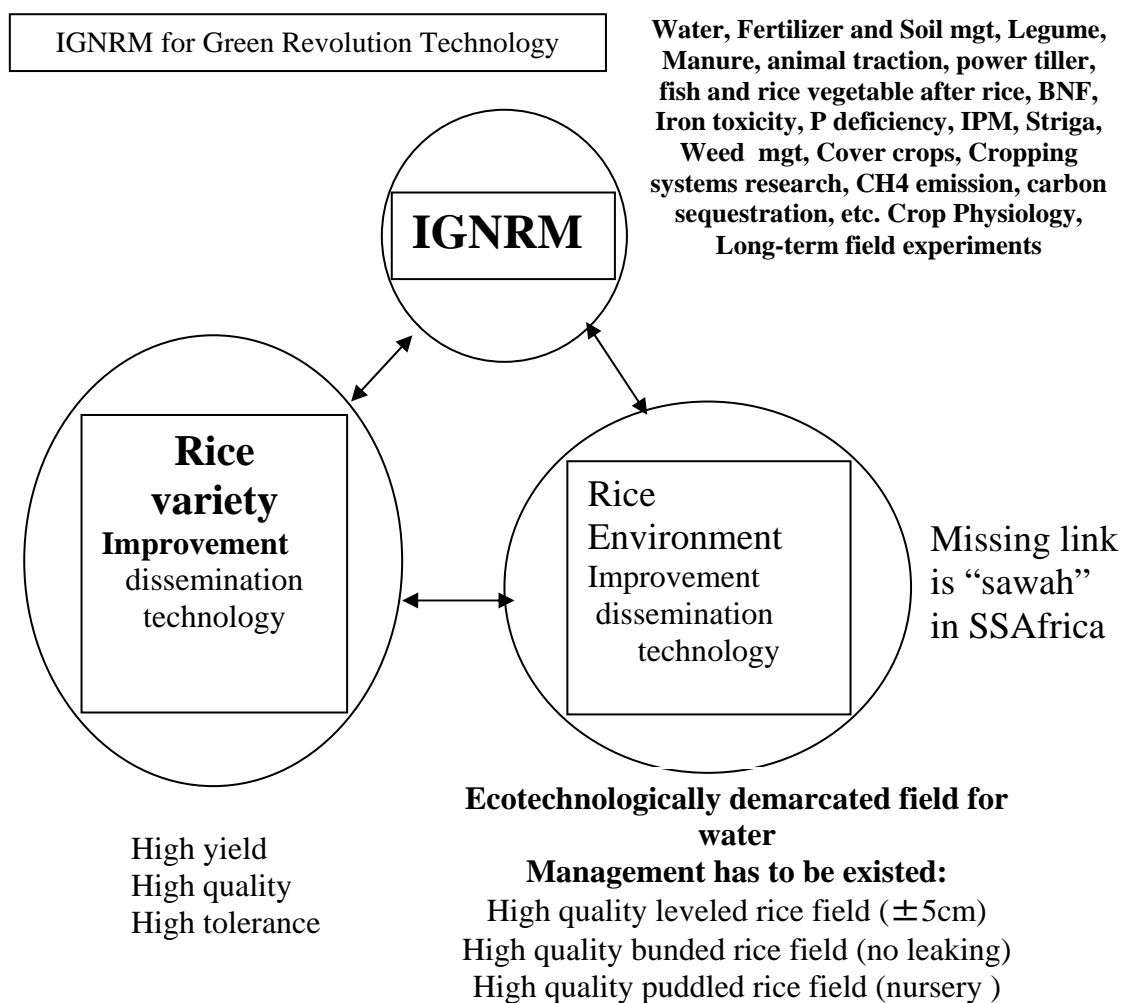 IGNRM for Green Revolution Technology
Water, Fertilizer and Soil mgt, Legume,
Manure, animal traction, power tiller,
fish and rice vegetable after rice, BNF,
Iron toxicity, P deficiency, IPM, Striga,
Weed mgt, Cover crops, Cropping
systems research, CH4 emission, carbon
sequestration, etc. Crop Physiology,
Long-term field experiments
IGNRM
Rice
variety
Improvement
dissemination
technology
Rice
Environment
Improvement
dissemination
technology
Missing link
is “sawah”
in SSAfrica
High yield
High quality
High tolerance
Ecotechnologically demarcated field for
water
Management has to be existed:
High quality leveled rice field (±5cm)
High quality bunded rice field (no leaking)
High quality puddled rice field (nursery )